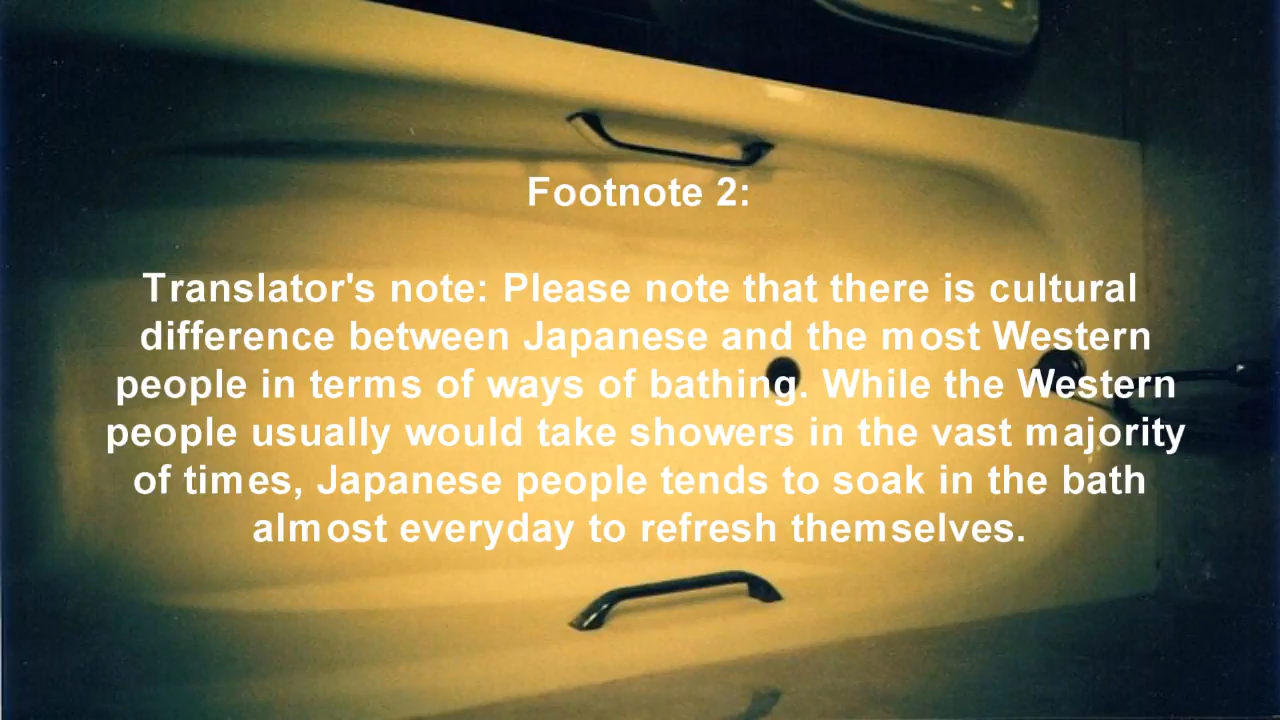 Footnote 2:
Translator's note: Please note that there is cultural
difference between Japanese and the most Western
people in terms of ways of bathing. While the Western
people usually would take showers in the vast majority
of times, Japanese people tends to soak in the bath
almost everyday to refresh themselves.